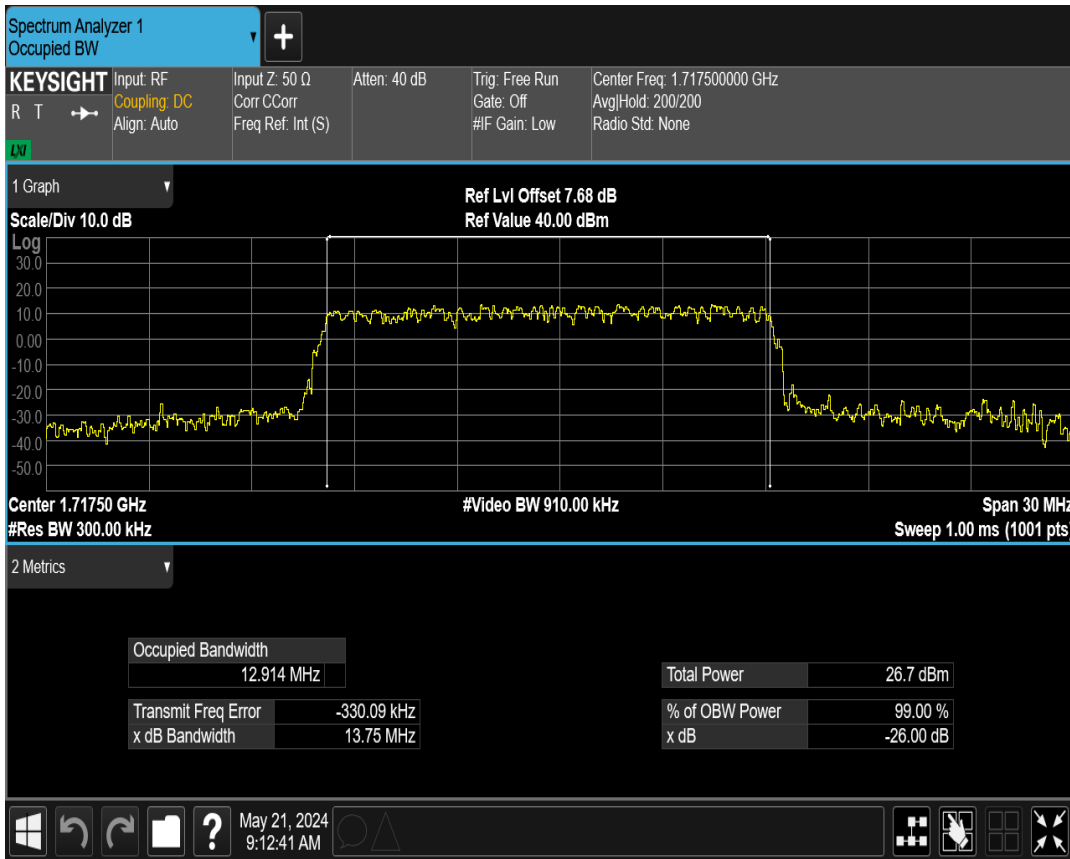 Spectrum Analyzer 1
Occupied BW
KEYSIGHT
R T
LXI
Input: RF
Coupling: DC
Align: Auto
Input Z: 50 Ω
Corr CCorr
Freq Ref: Int (S)
Atten: 40 dB
Trig: Free Run
Gate: Off
#IF Gain: Low
Center Freq: 1.717500000 GHz
Avg|Hold: 200/200
Radio Std: None
1 Graph
Scale/Div 10.0 dB
Ref Lvl Offset 7.68 dB
Ref Value 40.00 dBm
Log
30.0
20.0
10.0
0.00
-10.0
-20.0
-30.0
-40.0
-50.0
Center 1.71750 GHz
#Video BW 910.00 kHz
Span 30 MHz
#Res BW 300.00 kHz
Sweep 1.00 ms (1001 pts)
2 Metrics
Occupied Bandwidth
12.914 MHz
Total Power 26.7 dBm
Transmit Freq Error -330.09 kHz
% of OBW Power 99.00 %
x dB Bandwidth 13.75 MHz
x dB -26.00 dB
?
May 21, 2024
9:12:41 AM